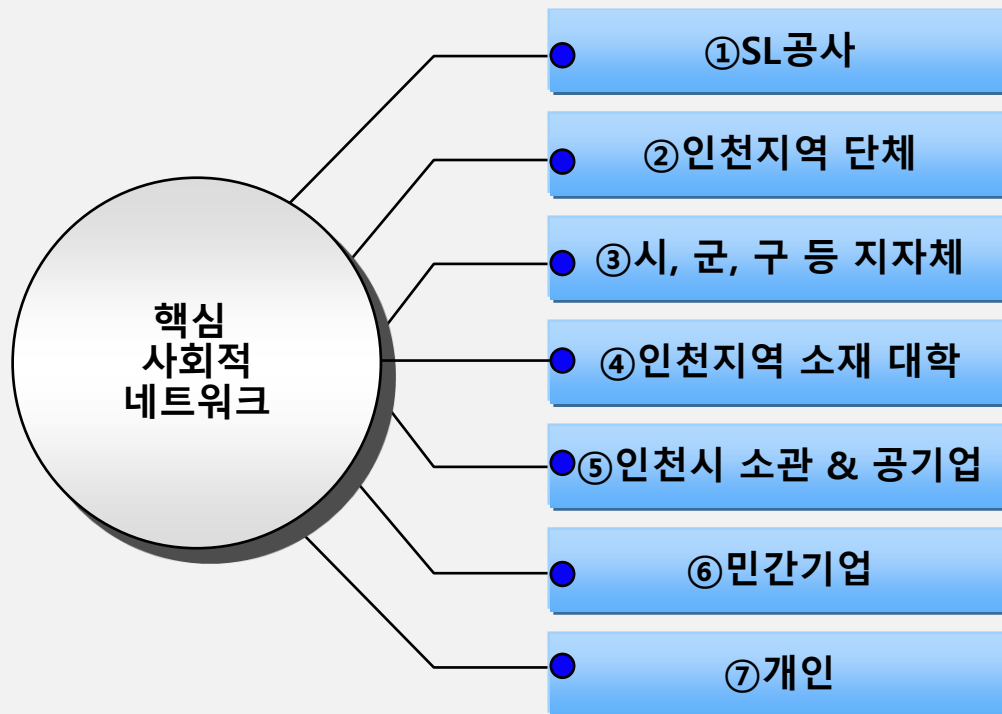 핵심
사회적
네트워크
①SL공사
②인천지역 단체
③시, 군, 구 등 지자체
④인천지역 소재 대학
⑤인천시 소관 & 공기업
⑥민간기업
⑦개인